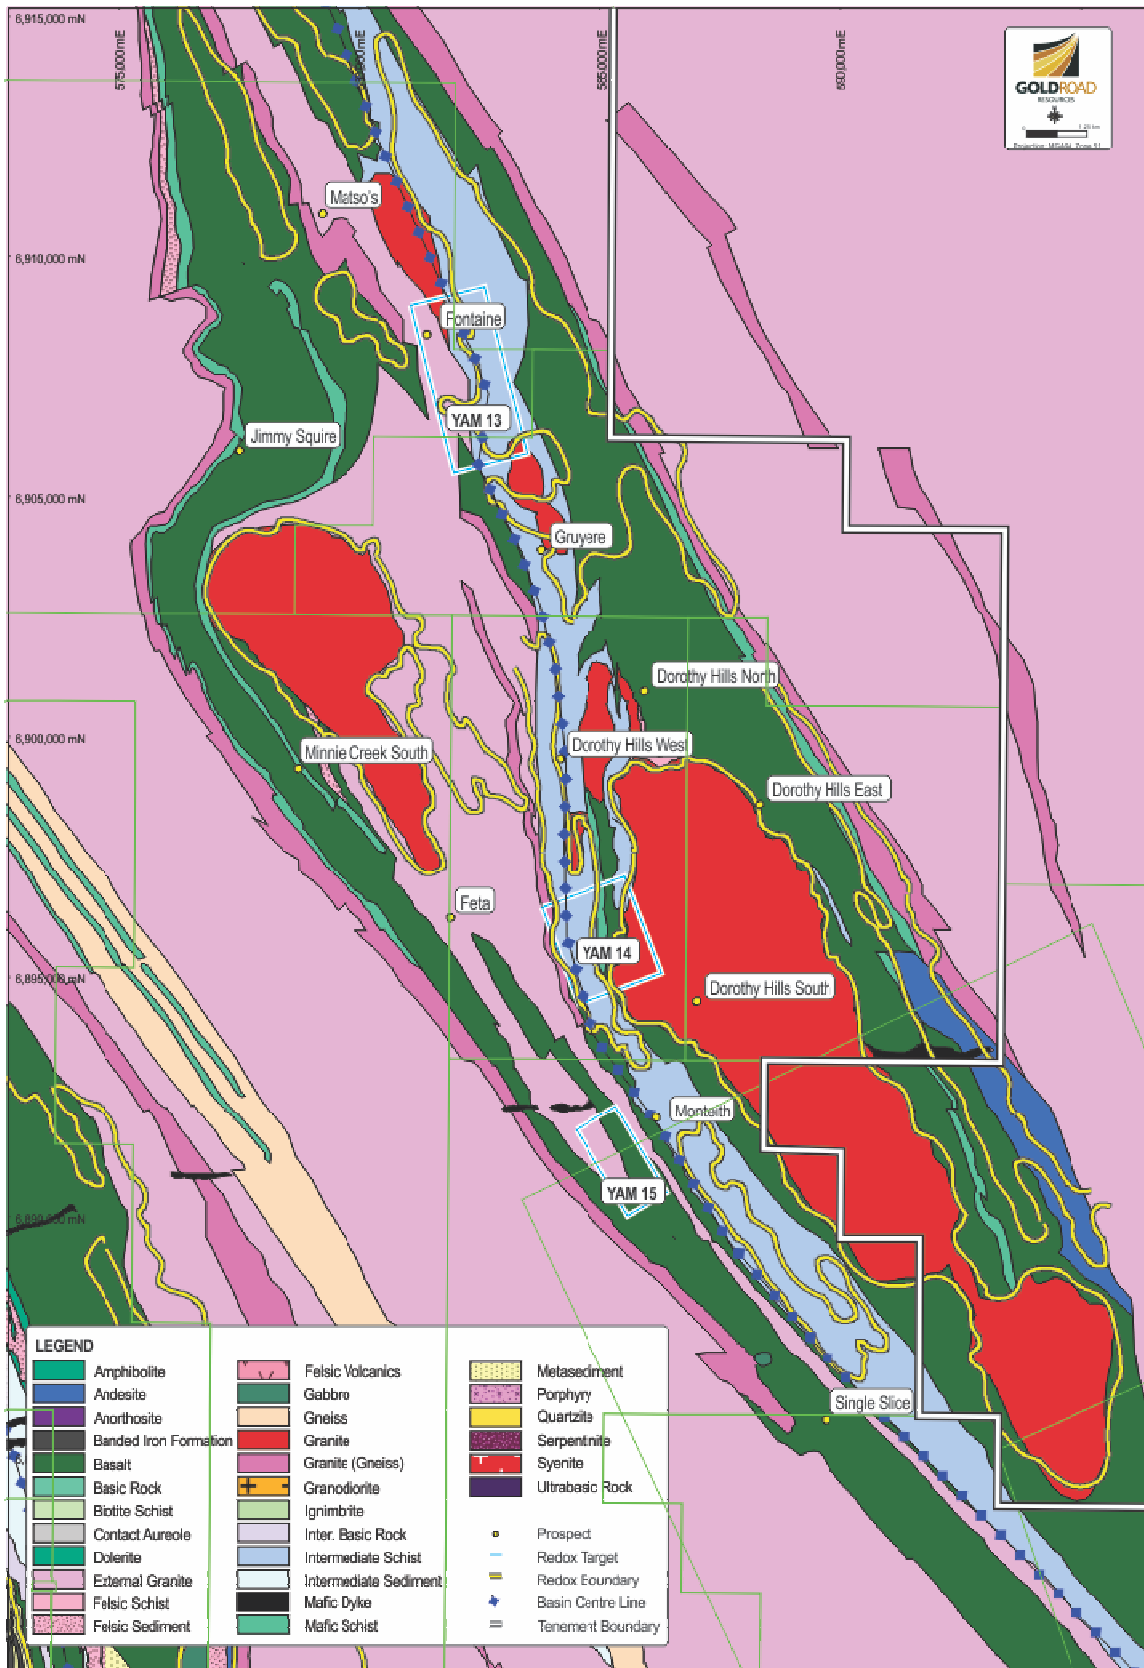 6,915,000 mN
575,000mE
585,000mE
590,000mE
GOLDROAD
RESOURCES
Matso's
6,910,000 mN
Fontaine
YAM 13
Jimmy Squire
6,905,000 mN
Gruyere
Dorothy Hills North
6,900,000 mN
Minnie Creek South
Dorothy Hills West
Dorothy Hills East
Feta
YAM 14
6,895,000 mN
Dorothy Hills South
Monteith
YAM 15
Single Slice
LEGEND
Amphibolite
Andesite
Anorthosite
Banded Iron Formation
Basalt
Basic Rock
Biotite Schist
Contact Aureole
Dolerite
External Granite
Felsic Schist
Felsic Sediment
Felsic Volcanics
Gabbro
Gneiss
Granite
Granite (Gneiss)
Granodiorite
Ignimbrite
Inter. Basic Rock
Intermediate Schist
Intermediate Sediment
Mafic Dyke
Mafic Schist
Metasediment
Porphyry
Quartzite
Serpentinite
Syenite
Ultrabasic Rock
Prospect
Redox Target
Redox Boundary
Basin Centre Line
Tenement Boundary